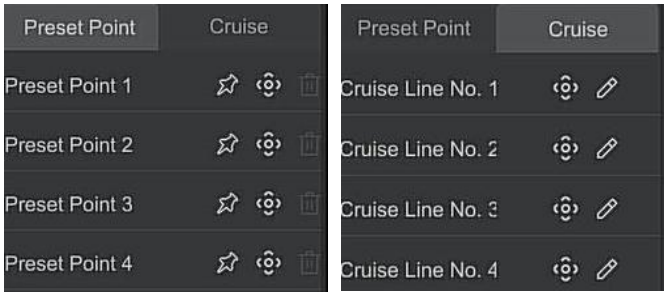 Preset Point Cruise
Preset Point 1
Preset Point 2
Preset Point 3
Preset Point 4
Preset Point Cruise
Cruise Line No. 1
Cruise Line No. 2
Cruise Line No. 3
Cruise Line No. 4